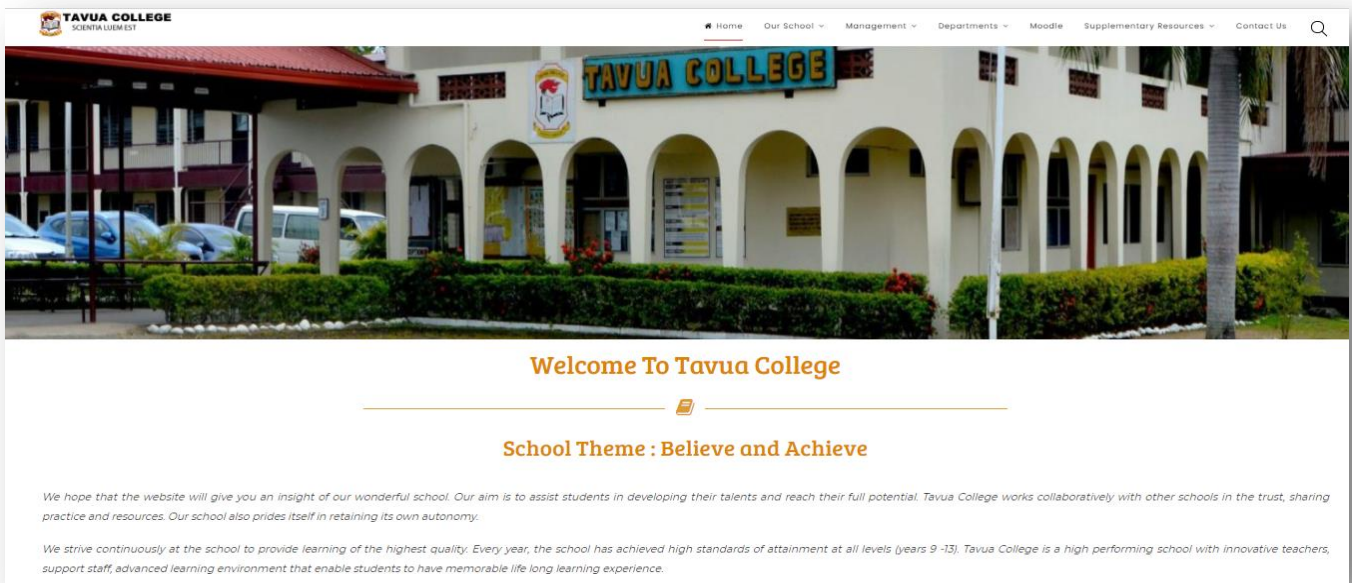 TAVUA COLLEGE
SCIENTIA LUEM EST
Home Our School Management Departments Moodle Supplementary Resources Contact Us
TAVUA COLLEGE
Welcome To Tavua College
School Theme : Believe and Achieve
We hope that the website will give you an insight of our wonderful school. Our aim is to assist students in developing their talents and reach their full potential. Tavua College works collaboratively with other schools in the trust, sharing
practice and resources. Our school also prides itself in retaining its own autonomy.
We strive continuously at the school to provide learning of the highest quality. Every year, the school has achieved high standards of attainment at all levels (years 9 -13). Tavua College is a high performing school with innovative teachers,
support staff, advanced learning environment that enable students to have memorable life long learning experience.